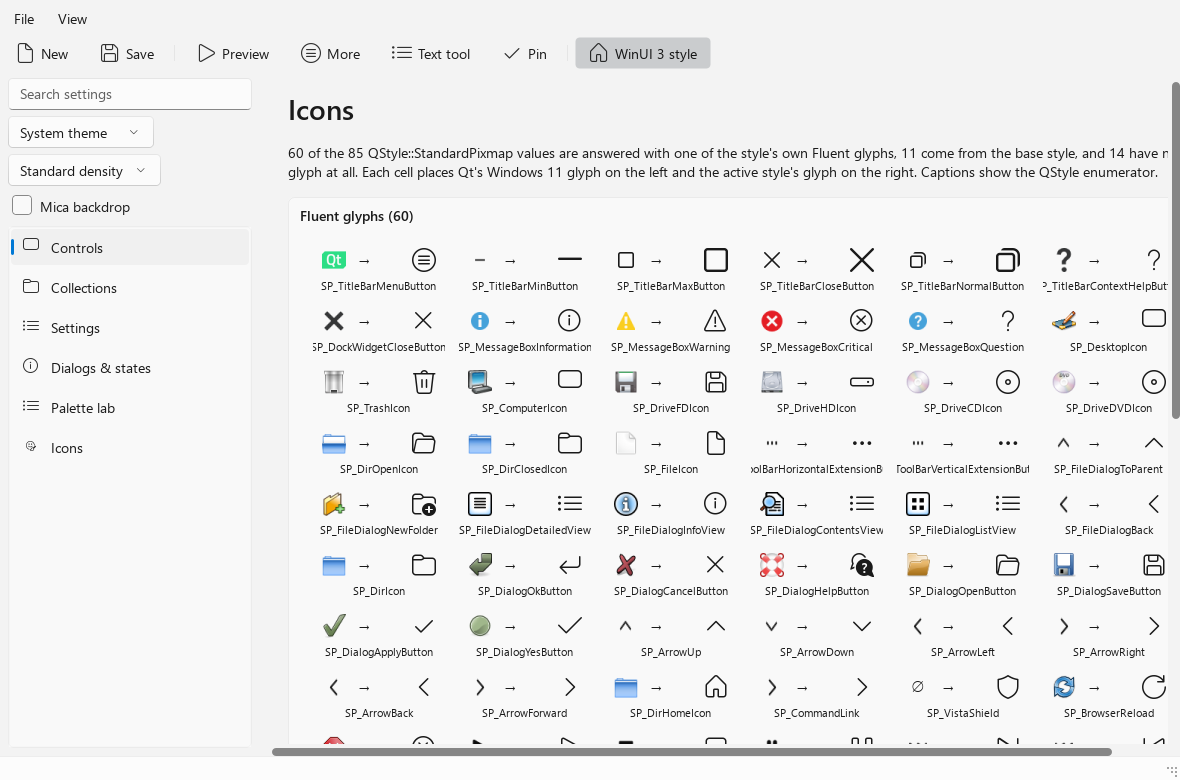 File View
New Save Preview More Text tool Pin WinUI 3 style
Search settings
System theme
Standard density
Mica backdrop
Controls
Collections
Settings
Dialogs & states
Palette lab
Icons
Icons
60 of the 85 QStyle::StandardPixmap values are answered with one of the style's own Fluent glyphs, 11 come from the base style, and 14 have
glyph at all. Each cell places Qt's Windows 11 glyph on the left and the active style's glyph on the right. Captions show the QStyle enumerator.
Fluent glyphs (60)
Qt
SP_TitleBarMenuButton SP_TitleBarMinButton SP_TitleBarMaxButton SP_TitleBarCloseButton SP_TitleBarNormalButton P_TitleBarContextHelpBut
SP_DockWidgetCloseButton SP_MessageBoxInformation SP_MessageBoxWarning SP_MessageBoxCritical SP_MessageBoxQuestion SP_DesktopIcon
DVD
SP_TrashIcon SP_ComputerIcon SP_DriveFDIcon SP_DriveHDIcon SP_DriveCDIcon SP_DriveDVDIcon
SP_DirOpenIcon SP_DirClosedIcon SP_FileIcon oolBarHorizontalExtensionB ToolBarVerticalExtensionBut SP_FileDialogToParent
SP_FileDialogNewFolder SP_FileDialogDetailedView SP_FileDialogInfoView SP_FileDialogContentsView SP_FileDialogListView SP_FileDialogBack
SP_DirIcon SP_DialogOkButton SP_DialogCancelButton SP_DialogHelpButton SP_DialogOpenButton SP_DialogSaveButton
SP_DialogApplyButton SP_DialogYesButton SP_ArrowUp SP_ArrowDown SP_ArrowLeft SP_ArrowRight
SP_ArrowBack SP_ArrowForward SP_DirHomeIcon SP_CommandLink SP_VistaShield SP_BrowserReload